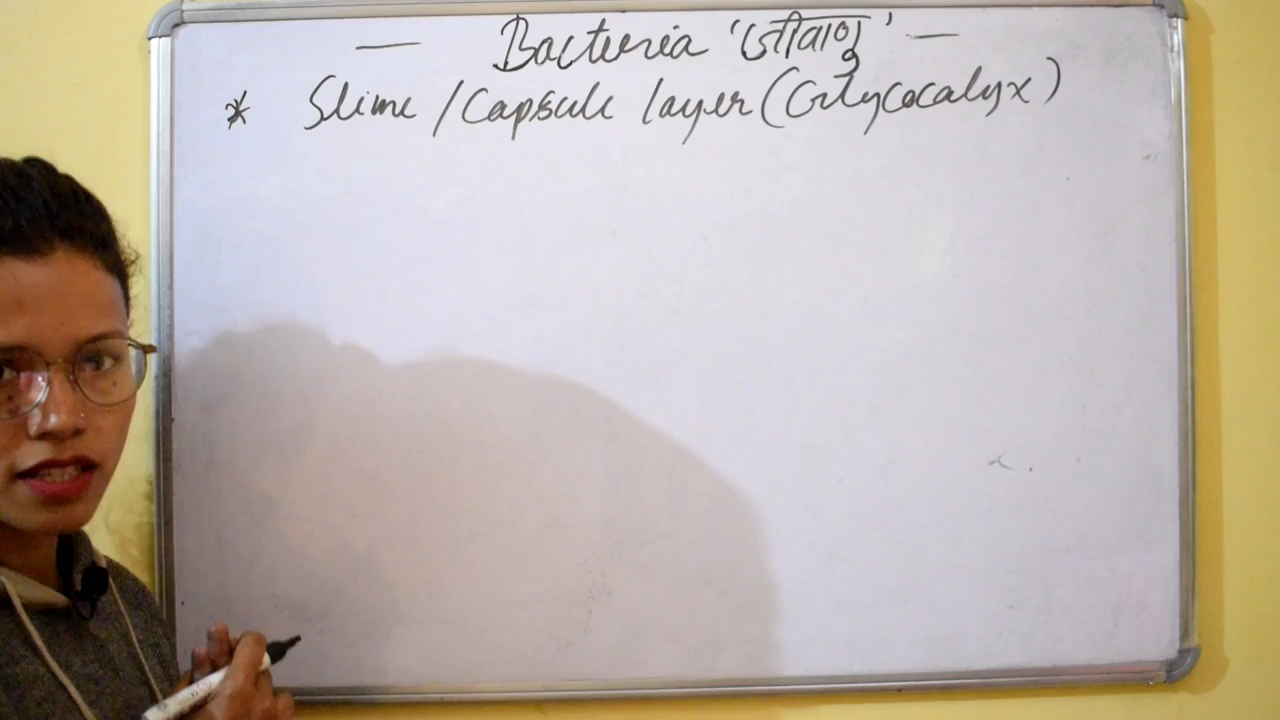 — Bacteria 'जीवाणु' —
* Slime / Capsule layer (Glycocalyx)